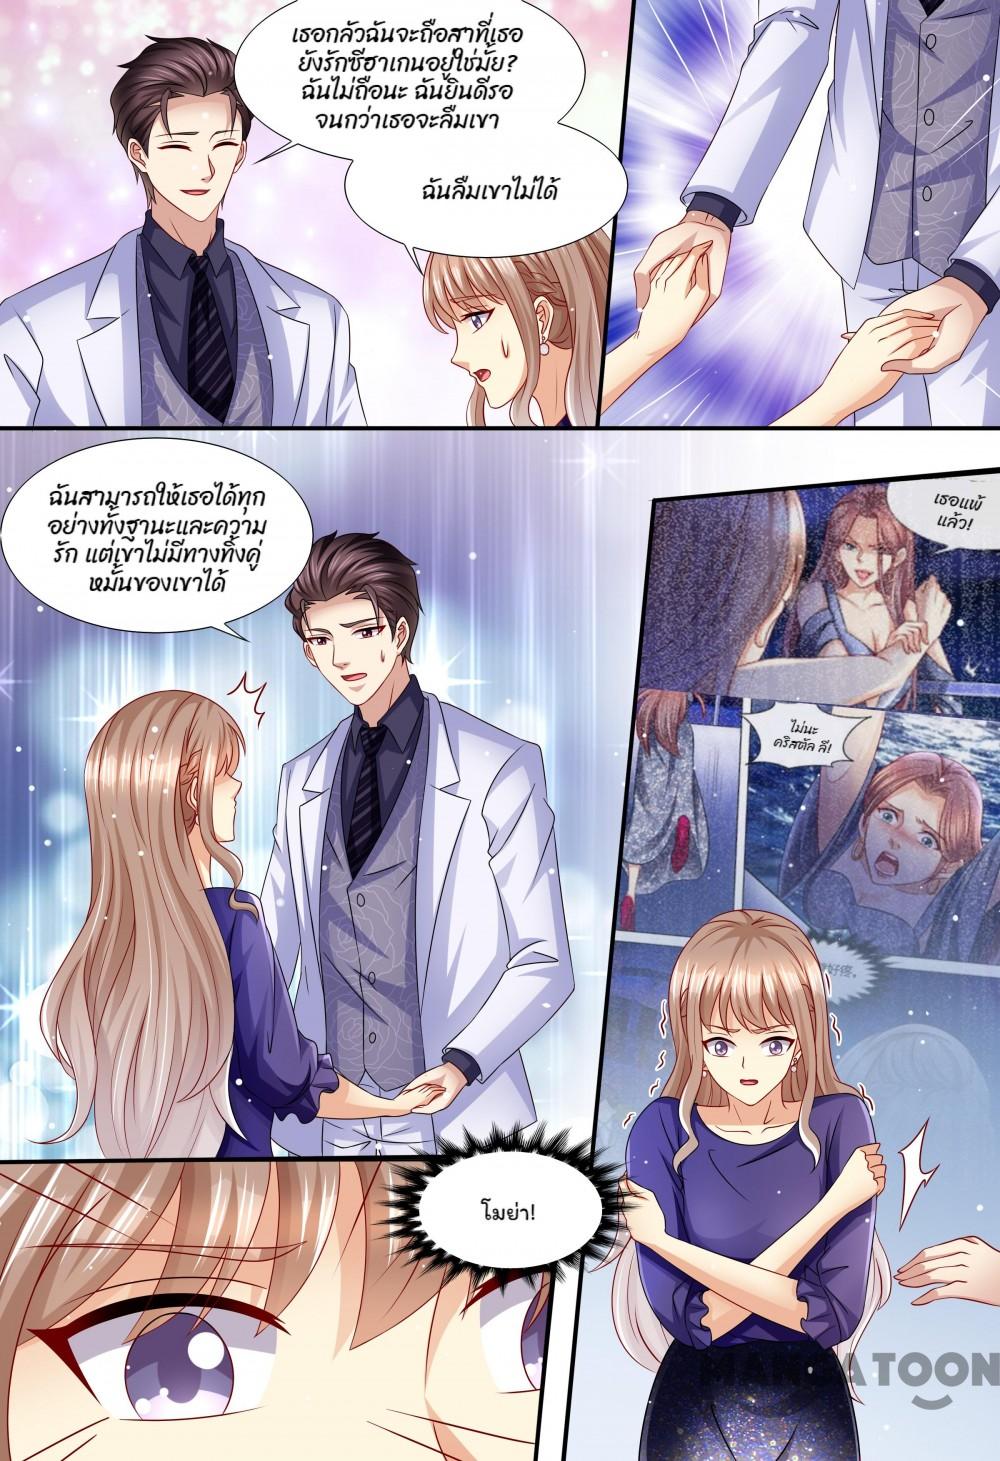 เธอกลัวฉันจะถือสาที่เธอ
ยังรักซีฮาเกนอยู่ใช่มั้ย?
ฉันไม่ถือนะ ฉันยินดีรอ
จนกว่าเธอจะลืมเขา
ฉันลืมเขาไม่ได้
ฉันสามารถให้เธอได้ทุก
อย่างทั้งฐานะและความ
รัก แต่เขาไม่มีทางทิ้งคู่
หมั้นของเขาได้
เธอแพ้
แล้ว!
ไม่นะ
คริสตัล ลี!
好疼。
โมย่า!
MANGATOON